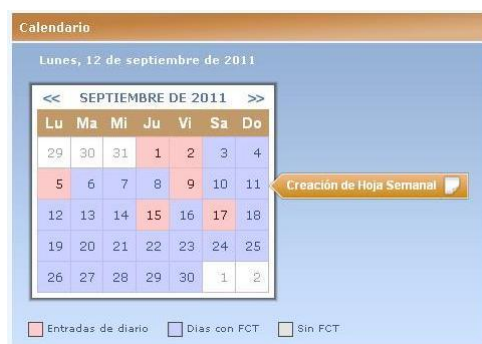 Calendario
Lunes, 12 de septiembre de 2011
<< SEPTIEMBRE DE 2011 >>
Lu Ma Mi Ju Vi Sa Do
29 30 31 1 2 3 4
5 6 7 8 9 10 11 Creación de Hoja Semanal
12 13 14 15 16 17 18
19 20 21 22 23 24 25
26 27 28 29 30 1 2
Entradas de diario Dias con FCT Sin FCT